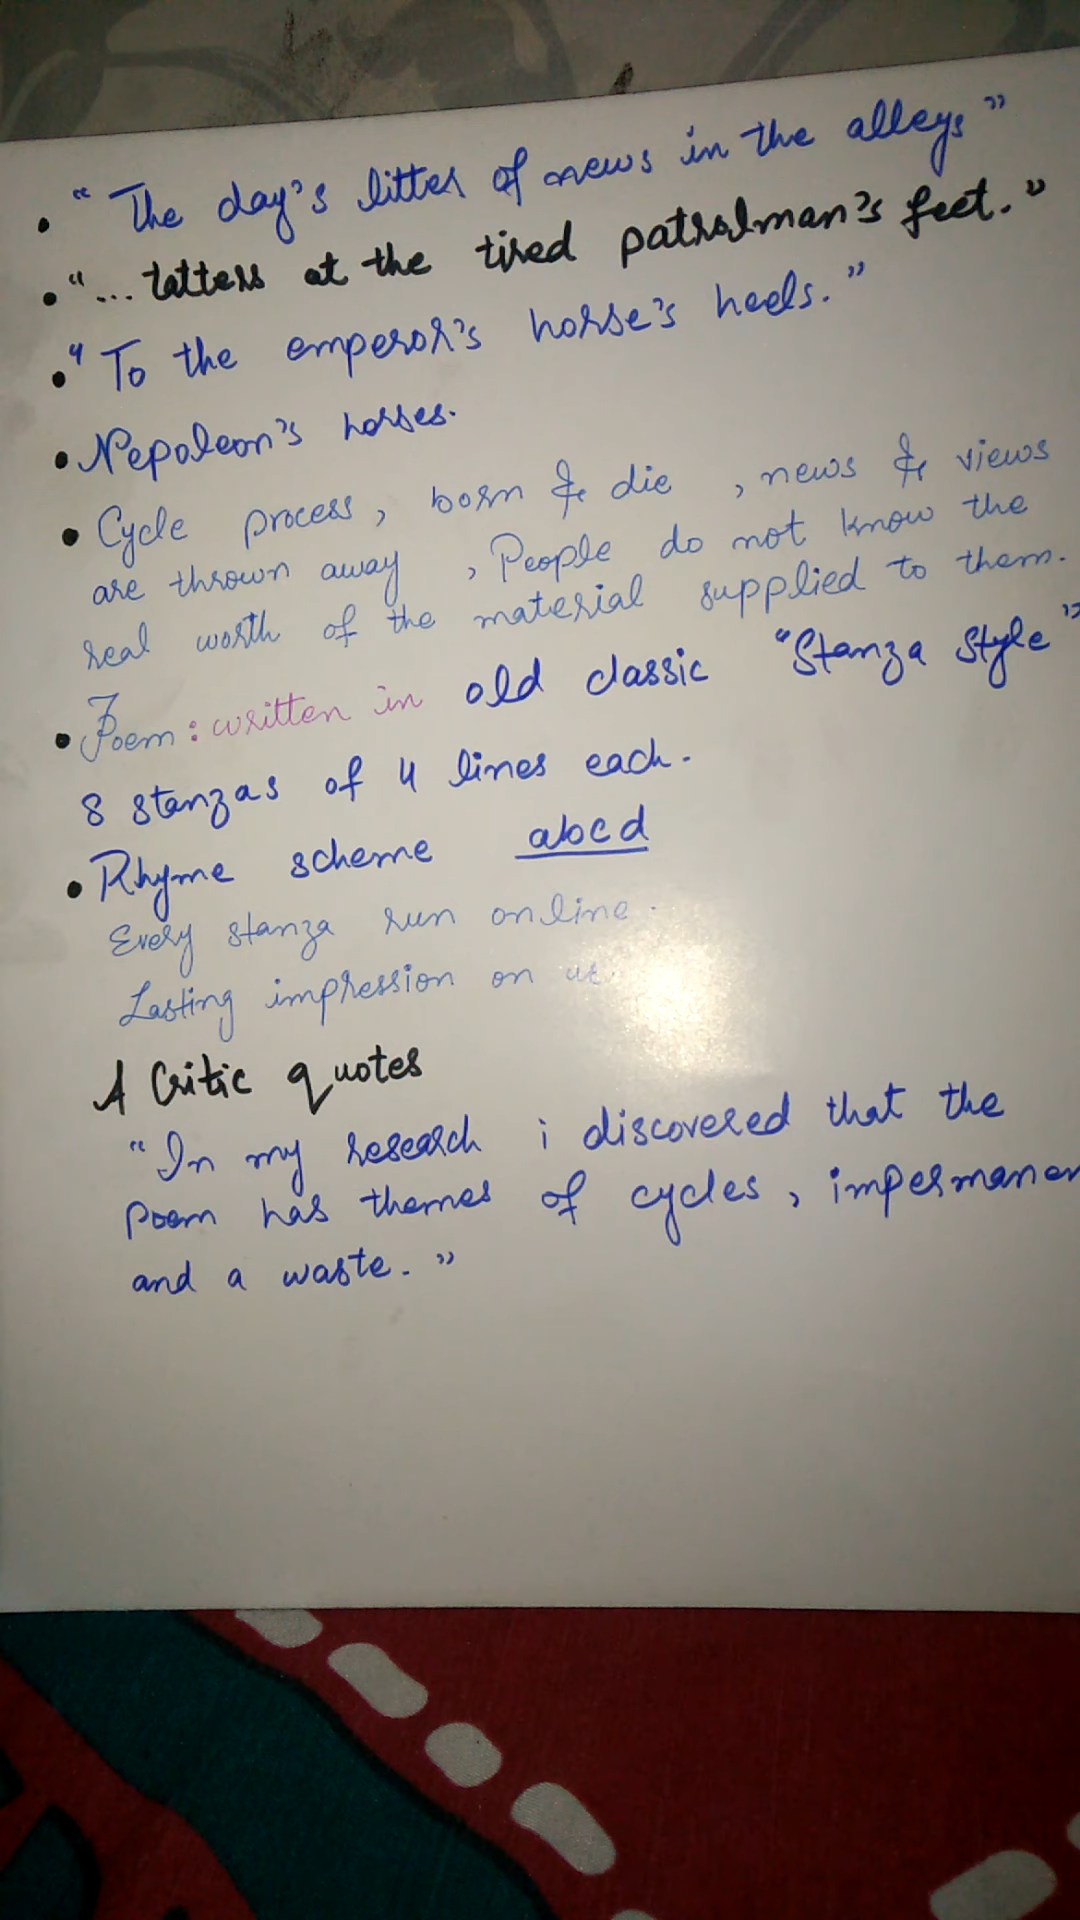 • "The day's litter of news in the alleys"
• "... tatters at the tired patrolman's feet."
• "To the emperor's horse's heels."
• Nepoleon's horses.
• Cycle process, born & die , news & views
are thrown away , People do not know the
real worth of the material supplied to them.
• Poem : written in old classic "Stanza Style"
8 stanzas of 4 lines each.
• Rhyme scheme abcd
Every stanza run on line.
Lasting impression on us.
A Critic quotes
"In my research i discovered that the
Poem has themes of cycles, impermanen
and a waste."